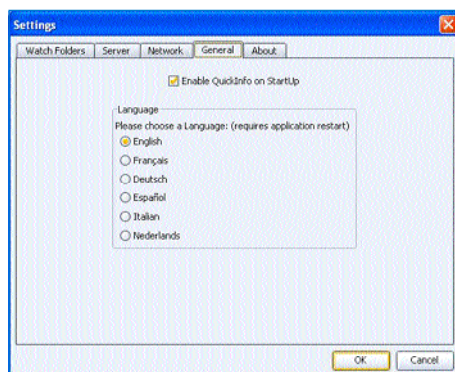 Settings
Watch Folders Server Network General About
Enable QuickInfo on StartUp
Language
Please choose a Language: (requires application restart)
English
Français
Deutsch
Español
Italian
Nederlands
OK Cancel